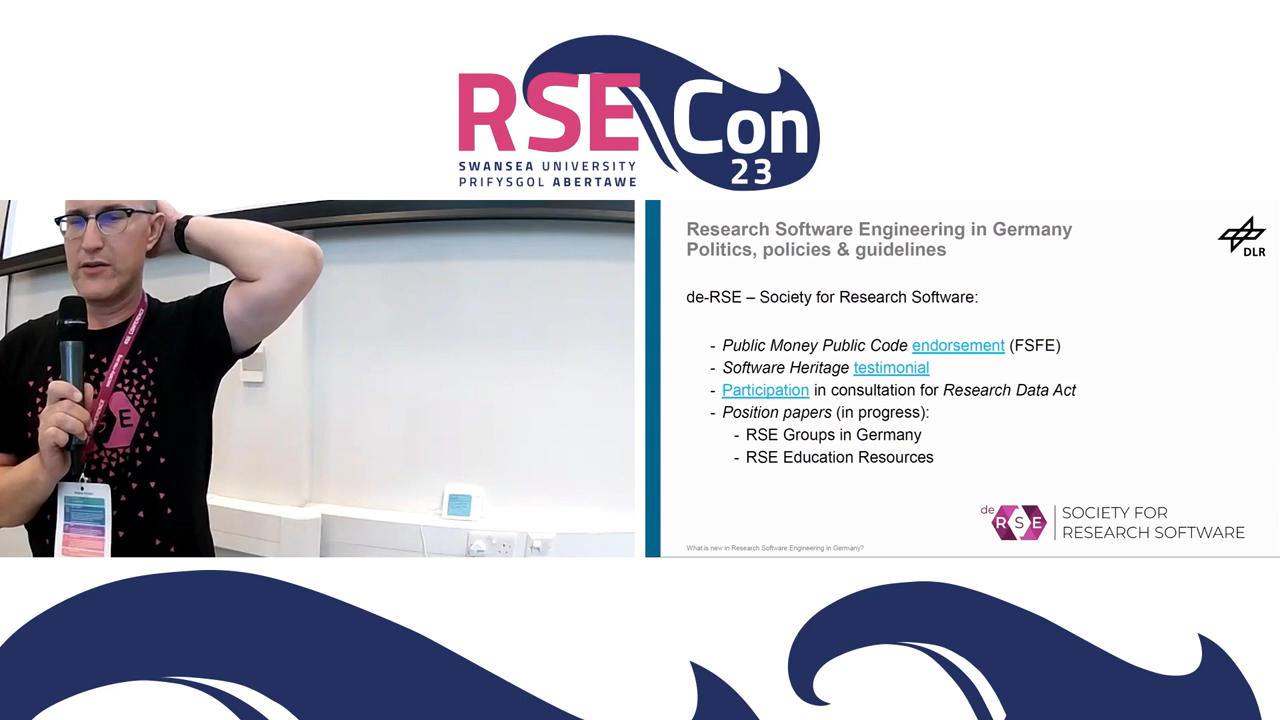 RSE Con
23
SWANSEA UNIVERSITY
PRIFYSGOL ABERTAWE
Research Software Engineering in Germany
Politics, policies & guidelines
DLR
de-RSE – Society for Research Software:
- Public Money Public Code endorsement (FSFE)
- Software Heritage testimonial
- Participation in consultation for Research Data Act
- Position papers (in progress):
- RSE Groups in Germany
- RSE Education Resources
de RSE
SOCIETY FOR
RESEARCH SOFTWARE
What is new in Research Software Engineering in Germany?
RSE CONFERENCE
S E